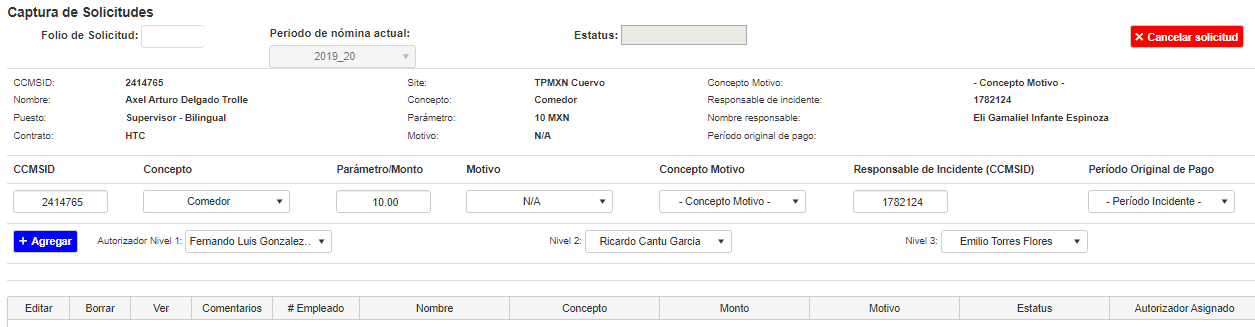 Captura de Solicitudes
Folio de Solicitud: Periodo de nómina actual: Estatus: × Cancelar solicitud
2019_20
CCMSID: 2414765 Site: TPMXN Cuervo Concepto Motivo: - Concepto Motivo -
Nombre: Axel Arturo Delgado Trolle Concepto: Comedor Responsable de incidente: 1782124
Puesto: Supervisor - Bilingual Parámetro: 10 MXN Nombre responsable: Eli Gamaliel Infante Espinoza
Contrato: HTC Motivo: N/A Período original de pago:
CCMSID Concepto Parámetro/Monto Motivo Concepto Motivo Responsable de Incidente (CCMSID) Período Original de Pago
2414765 Comedor 10.00 N/A - Concepto Motivo - 1782124 - Período Incidente -
+ Agregar Autorizador Nivel 1: Fernando Luis Gonzalez... Nivel 2: Ricardo Cantu Garcia Nivel 3: Emilio Torres Flores
Editar Borrar Ver Comentarios # Empleado Nombre Concepto Monto Motivo Estatus Autorizador Asignado